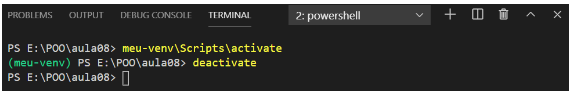 PROBLEMS OUTPUT DEBUG CONSOLE TERMINAL 2: powershell
PS E:\POO\aula08> meu-venv\Scripts\activate
(meu-venv) PS E:\POO\aula08> deactivate
PS E:\POO\aula08>